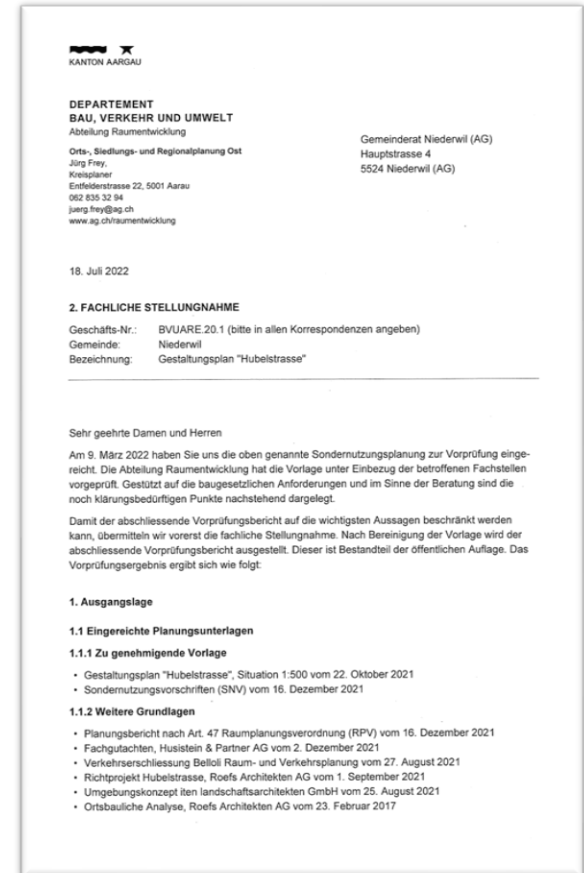 KANTON AARGAU
DEPARTEMENT
BAU, VERKEHR UND UMWELT
Abteilung Raumentwicklung
Orts-, Siedlungs- und Regionalplanung Ost
Jürg Frey,
Kreisplaner
Entfelderstrasse 22, 5001 Aarau
062 835 32 94
juerg.frey@ag.ch
www.ag.ch/raumentwicklung
Gemeinderat Niederwil (AG)
Hauptstrasse 4
5524 Niederwil (AG)
18. Juli 2022
2. FACHLICHE STELLUNGNAHME
Geschäfts-Nr.: BVUARE.20.1 (bitte in allen Korrespondenzen angeben)
Gemeinde: Niederwil
Bezeichnung: Gestaltungsplan "Hubelstrasse"
Sehr geehrte Damen und Herren
Am 9. März 2022 haben Sie uns die oben genannte Sondernutzungsplanung zur Vorprüfung einge-
reicht. Die Abteilung Raumentwicklung hat die Vorlage unter Einbezug der betroffenen Fachstellen
vorgeprüft. Gestützt auf die baugesetzlichen Anforderungen und im Sinne der Beratung sind die
noch klärungsbedürftigen Punkte nachstehend dargelegt.
Damit der abschliessende Vorprüfungsbericht auf die wichtigsten Aussagen beschränkt werden
kann, übermitteln wir vorerst die fachliche Stellungnahme. Nach Bereinigung der Vorlage wird der
abschliessende Vorprüfungsbericht ausgestellt. Dieser ist Bestandteil der öffentlichen Auflage. Das
Vorprüfungsergebnis ergibt sich wie folgt:
1. Ausgangslage
1.1 Eingereichte Planungsunterlagen
1.1.1 Zu genehmigende Vorlage
• Gestaltungsplan "Hubelstrasse", Situation 1:500 vom 22. Oktober 2021
• Sondernutzungsvorschriften (SNV) vom 16. Dezember 2021
1.1.2 Weitere Grundlagen
• Planungsbericht nach Art. 47 Raumplanungsverordnung (RPV) vom 16. Dezember 2021
• Fachgutachten, Husistein & Partner AG vom 2. Dezember 2021
• Verkehrserschliessung Belloli Raum- und Verkehrsplanung vom 27. August 2021
• Richtprojekt Hubelstrasse, Roefs Architekten AG vom 1. September 2021
• Umgebungskonzept iten landschaftsarchitekten GmbH vom 25. August 2021
• Ortsbauliche Analyse, Roefs Architekten AG vom 23. Februar 2017